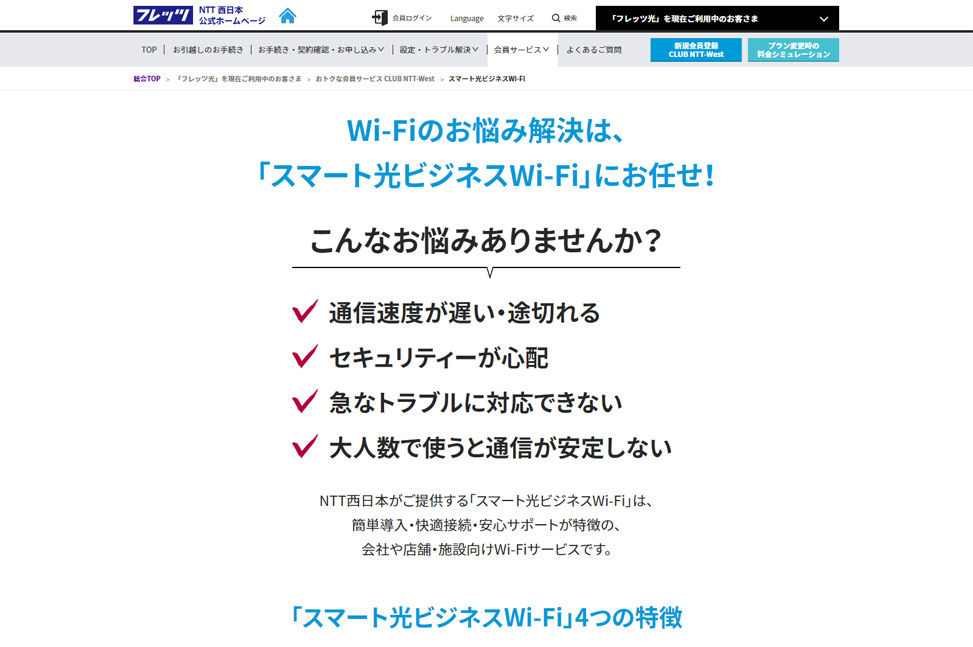 フレッツ NTT 西日本
公式ホームページ
会員ログイン Language 文字サイズ 検索 「フレッツ光」を現在ご利用中のお客さま
TOP お引越しのお手続き お手続き・契約確認・お申し込み 設定・トラブル解決 会員サービス よくあるご質問
新規会員登録
CLUB NTT-West
プラン変更時の
料金シミュレーション
総合TOP > 「フレッツ光」を現在ご利用中のお客さま > おトクな会員サービス CLUB NTT-West > スマート光ビジネスWI-FI
Wi-Fiのお悩み解決は、
「スマート光ビジネスWi-Fi」にお任せ!
こんなお悩みありませんか?
通信速度が遅い・途切れる
セキュリティーが心配
急なトラブルに対応できない
大人数で使うと通信が安定しない
NTT西日本がご提供する「スマート光ビジネスWi-Fi」は、
簡単導入・快適接続・安心サポートが特徴の、
会社や店舗・施設向けWi-Fiサービスです。
「スマート光ビジネスWi-Fi」4つの特徴